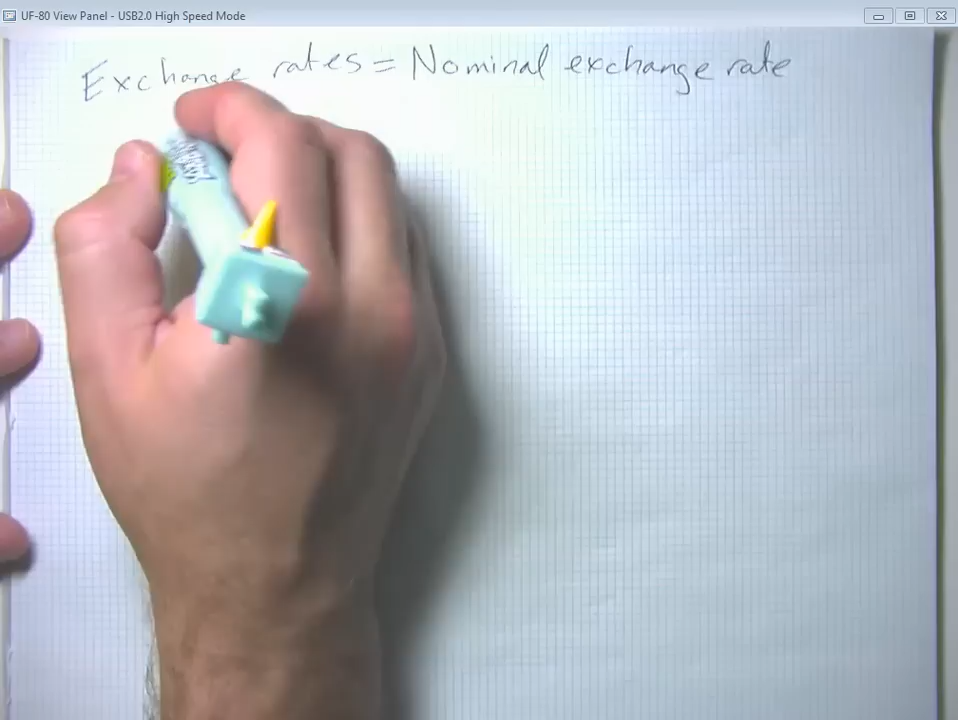 UF-80 View Panel - USB2.0 High Speed Mode
Exchange rates = Nominal exchange rate